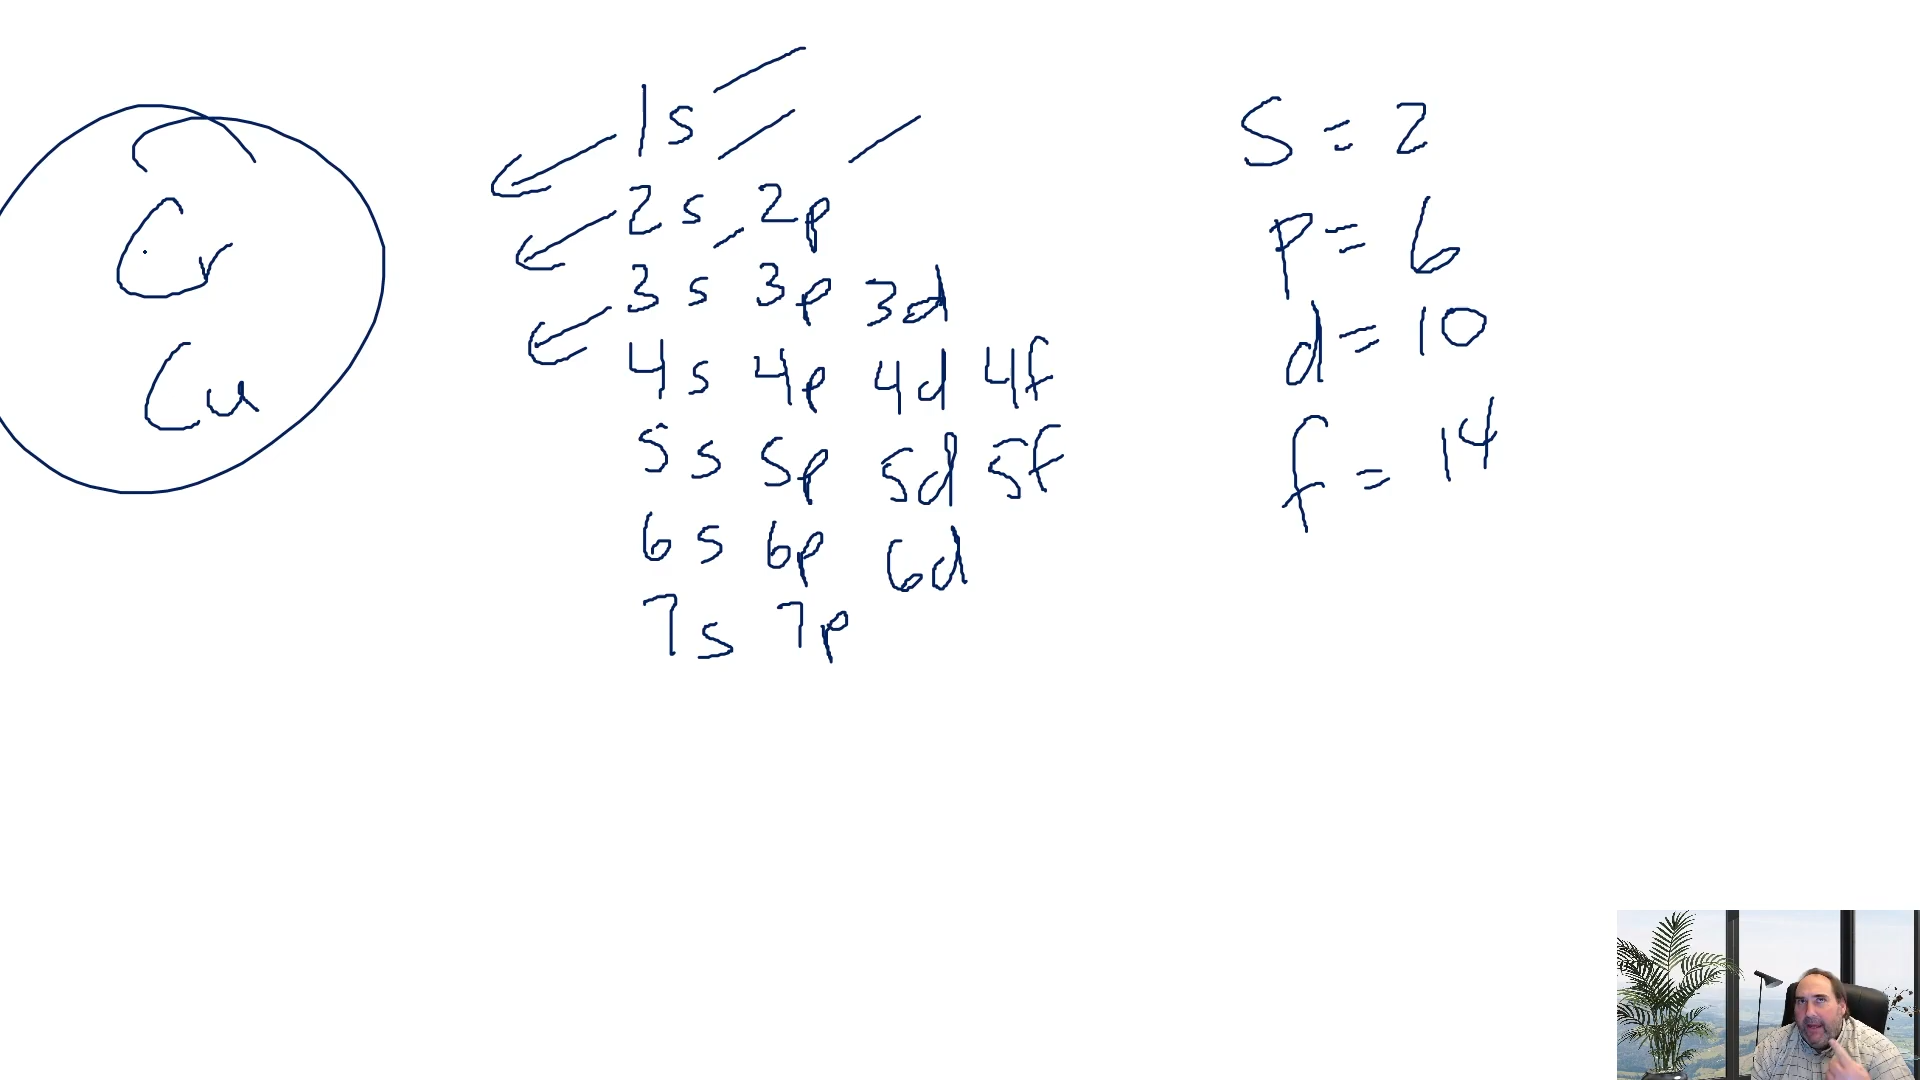 Cr
Cu
1s
2s 2p
3s 3p 3d
4s 4p 4d 4f
5s 5p 5d 5f
6s 6p 6d
7s 7p
S = 2
p = 6
d = 10
f = 14